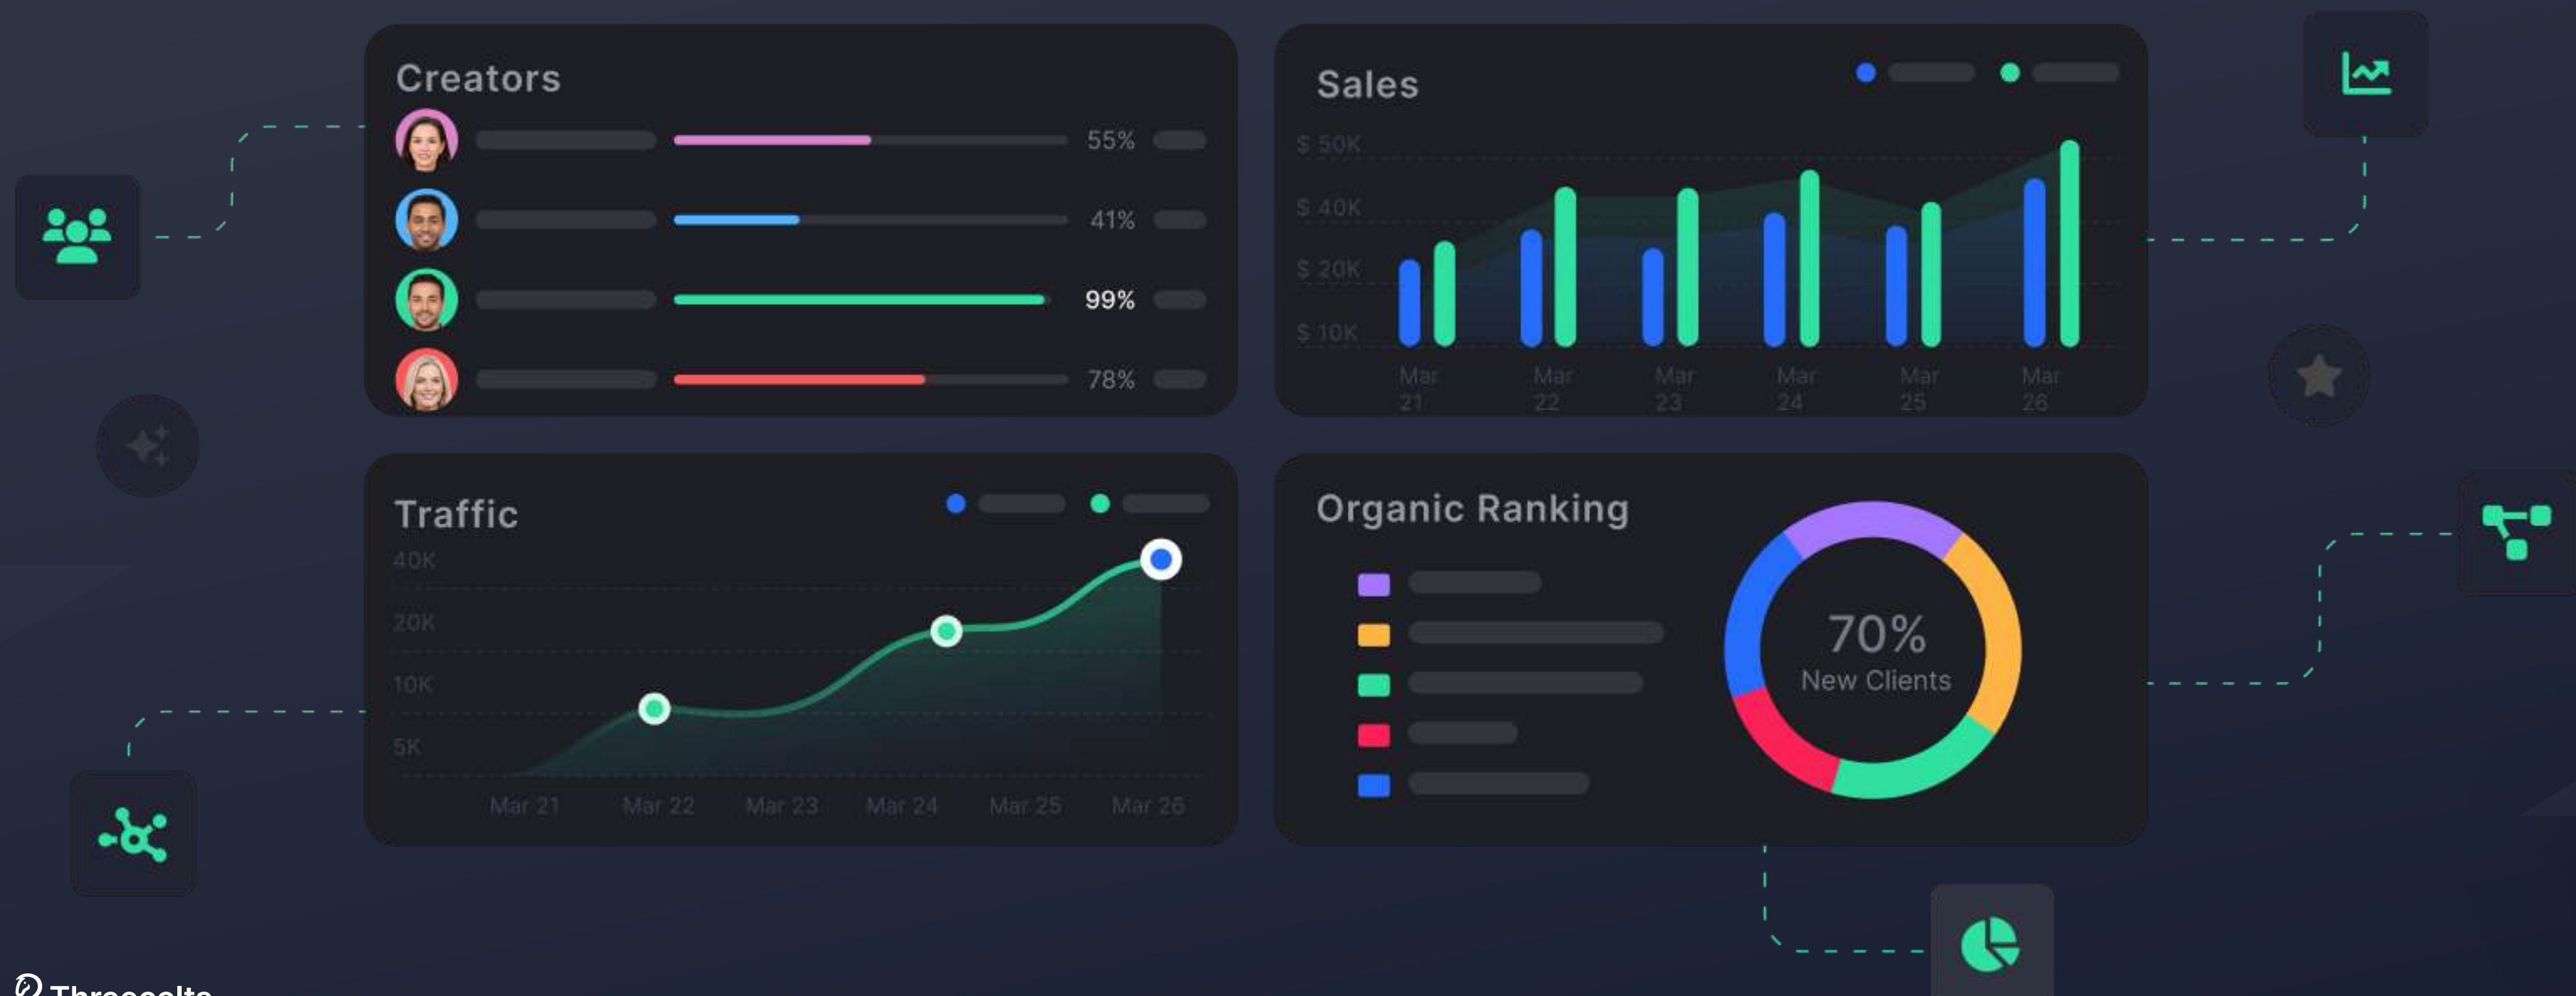 Creators
55%
41%
99%
78%
Sales
$ 50K
$ 40K
$ 20K
$ 10K
Mar 21
Mar 22
Mar 23
Mar 24
Mar 25
Mar 26
Traffic
40K
20K
10K
5K
Mar 21
Mar 22
Mar 23
Mar 24
Mar 25
Mar 26
Organic Ranking
70%
New Clients